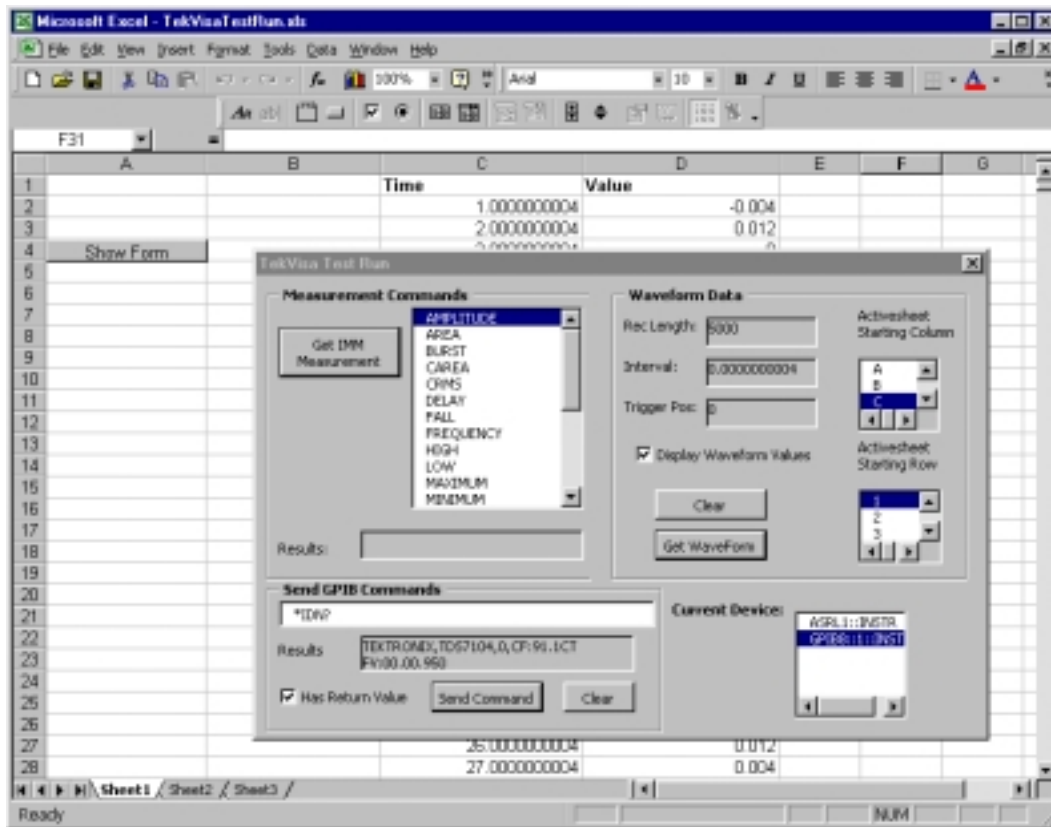 Microsoft Excel - TekVisaTestRun.xls
File Edit View Insert Format Tools Data Window Help
100% Arial 10 B I U
F31 =
A B C D E F G
1 Time Value
2 1.0000000004 -0.004
3 2.0000000004 0.012
4 Show Form
TekVisa Test Run
5
6
7
8
9
10
11
12
13
14
15
16
17
18
19
20
21
22
23
24
25
26
Measurement Commands
Get IMM
Measurement
AMPLITUDE
AREA
BURST
CAREA
CRMS
DELAY
FALL
FREQUENCY
HIGH
LOW
MAXIMUM
MINIMUM
Results:
Waveform Data
Rec Length: 5000
Interval: 0.0000000004
Trigger Pos: 0
Display Waveform Values
Clear
Get WaveForm
Activesheet
Starting Column
A
B
C
Activesheet
Starting Row
1
2
3
Send GPIB Commands
*IDN?
Results
TEKTRONIX,TDS7104,0,CF:91.1CT
FV:00.00.950
Has Return Value Send Command Clear
Current Device:
ASRL1::INSTR
GPIB8::1::INST
27 26.0000000004 0.012
28 27.0000000004 0.004
Sheet1 Sheet2 Sheet3
Ready NUM